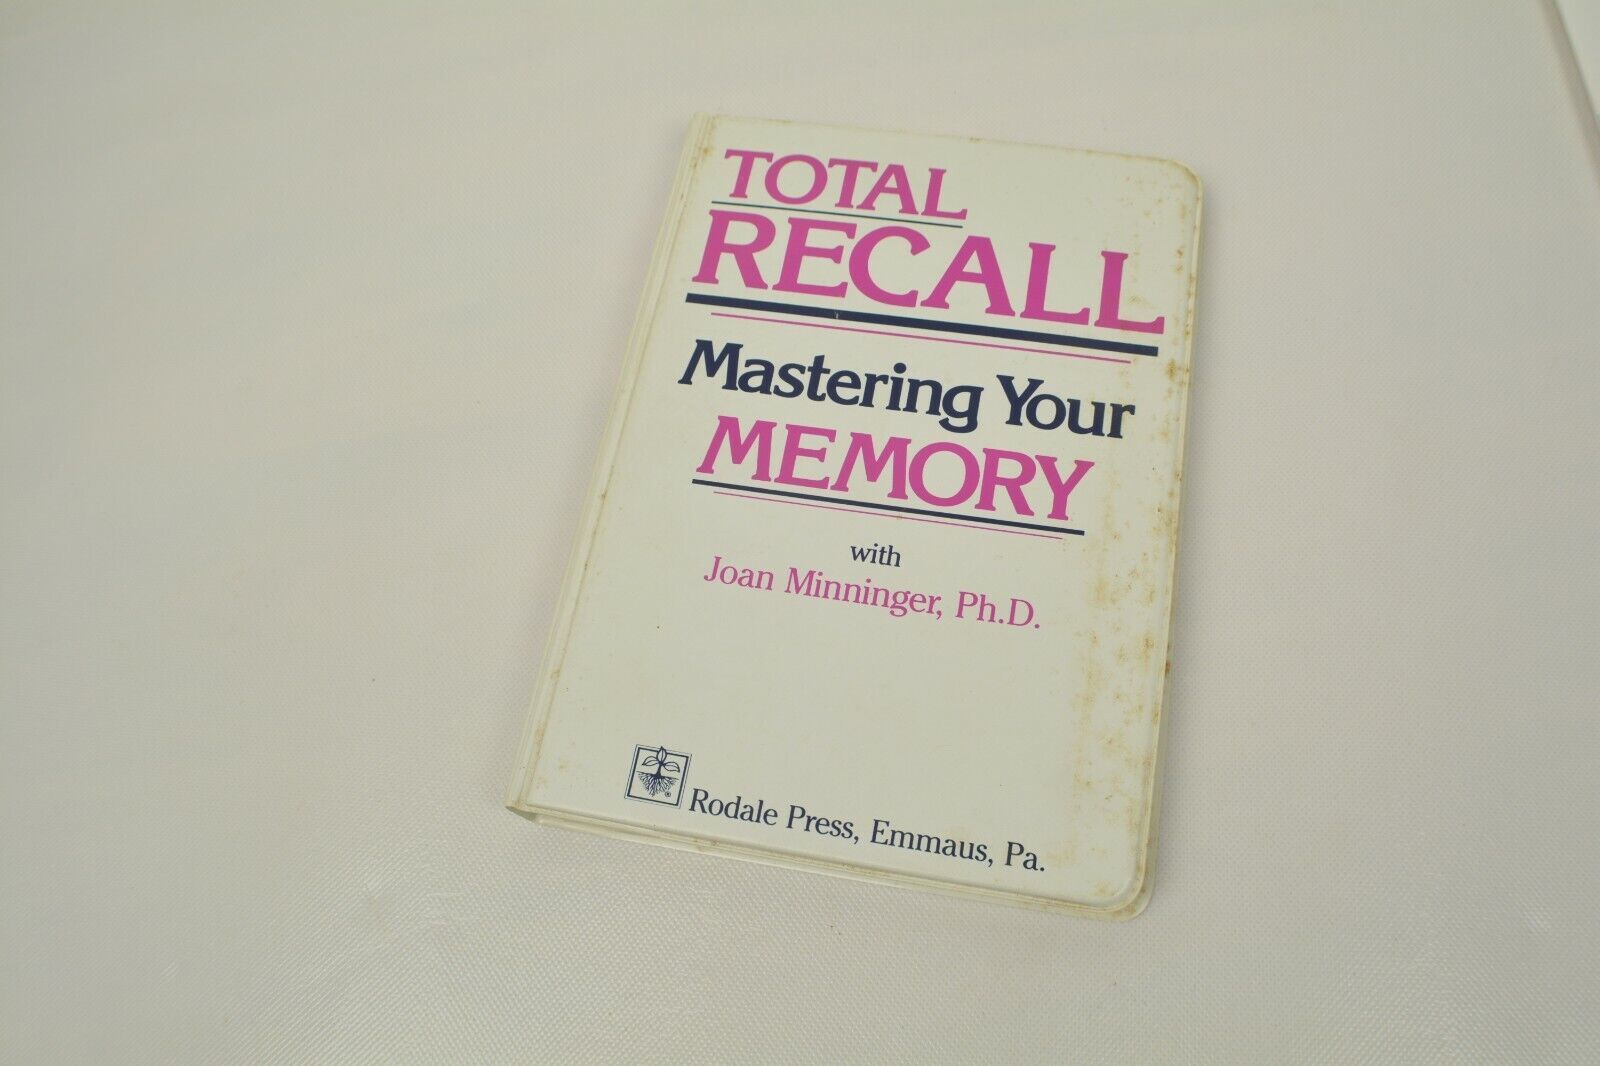 TOTAL
RECALL
Mastering Your
MEMORY
with
Joan Minninger, Ph.D.
®
Rodale Press, Emmaus, Pa.